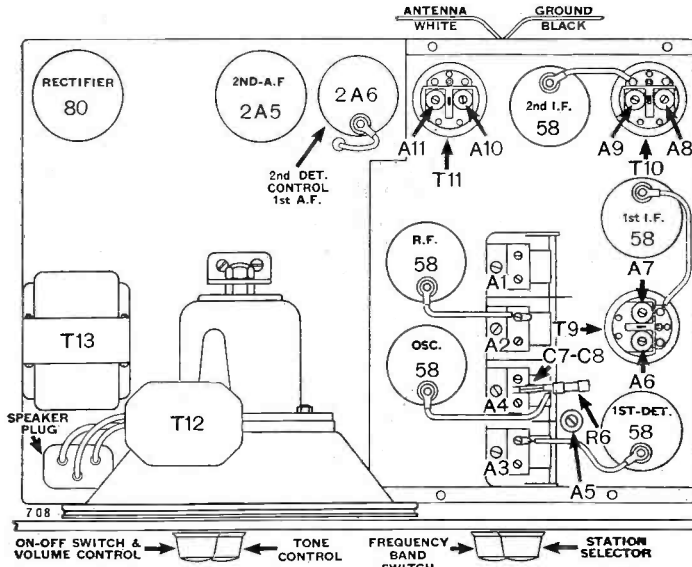 ANTENNA
WHITE
GROUND
BLACK
RECTIFIER
80
2ND-A.F
2A5
2A6
2nd DET.
CONTROL
1st A.F.
A11
A10
T11
2nd I.F.
58
A9
A8
T10
1st I.F.
58
A7
R.F.
58
A1
A2
T9
T13
OSC.
58
C7-C8
A4
A6
T12
SPEAKER
PLUG
1ST-DET.
58
R6
A3
A5
708
ON-OFF SWITCH &
VOLUME CONTROL
TONE
CONTROL
FREQUENCY
BAND
SWITCH
STATION
SELECTOR